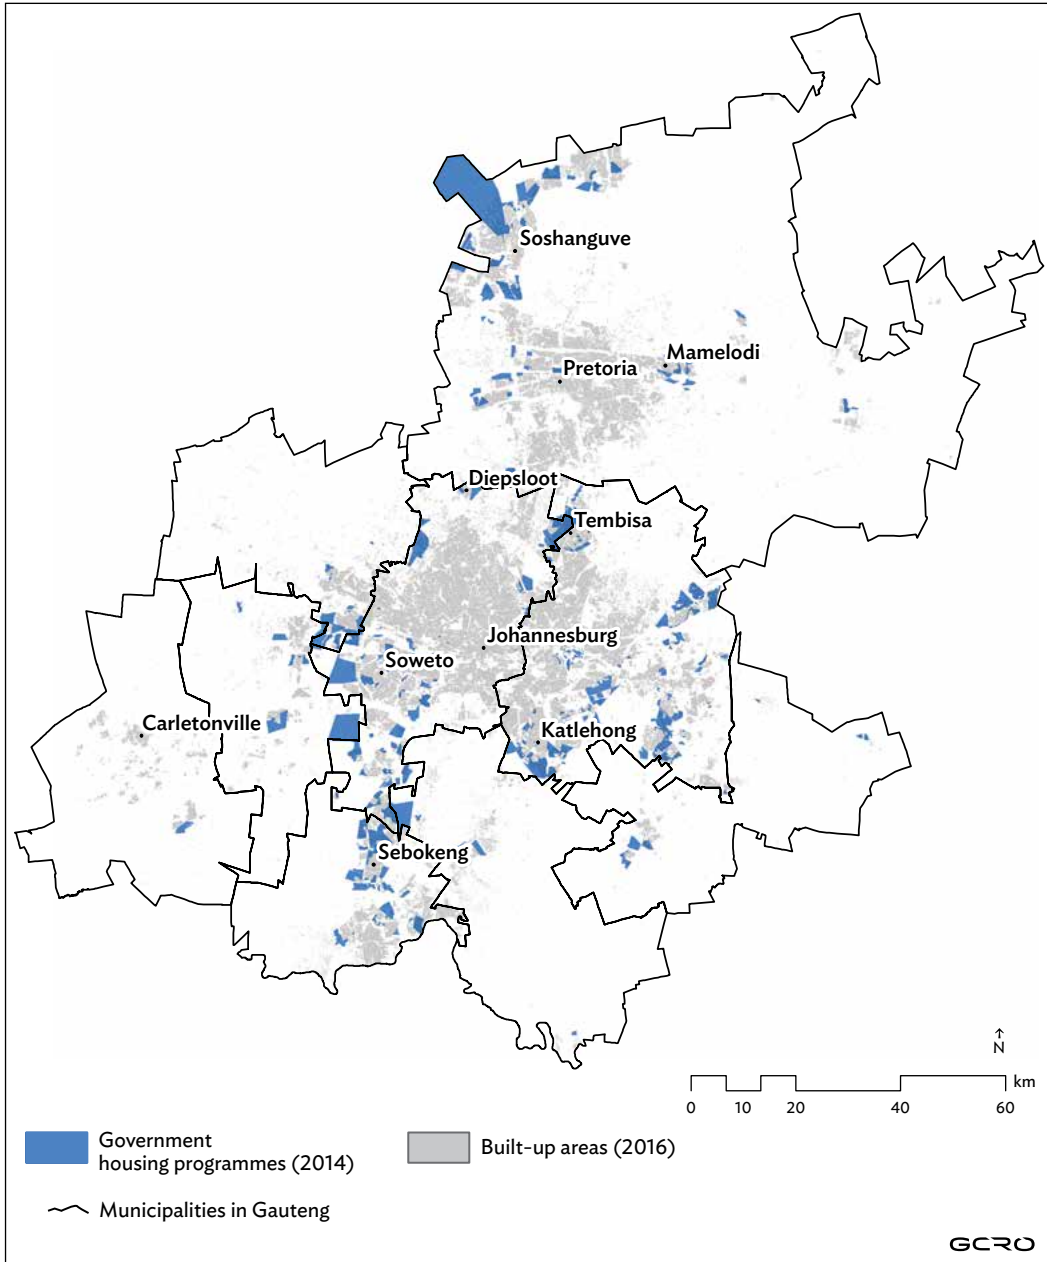 Soshanguve
Mamelodi
Pretoria
Diepsloot
Tembisa
Johannesburg
Soweto
Carletonville
Katlehong
Sebokeng
↑
N
km
0 10 20 40 60
Government
housing programmes (2014)
Built-up areas (2016)
Municipalities in Gauteng
GCRO